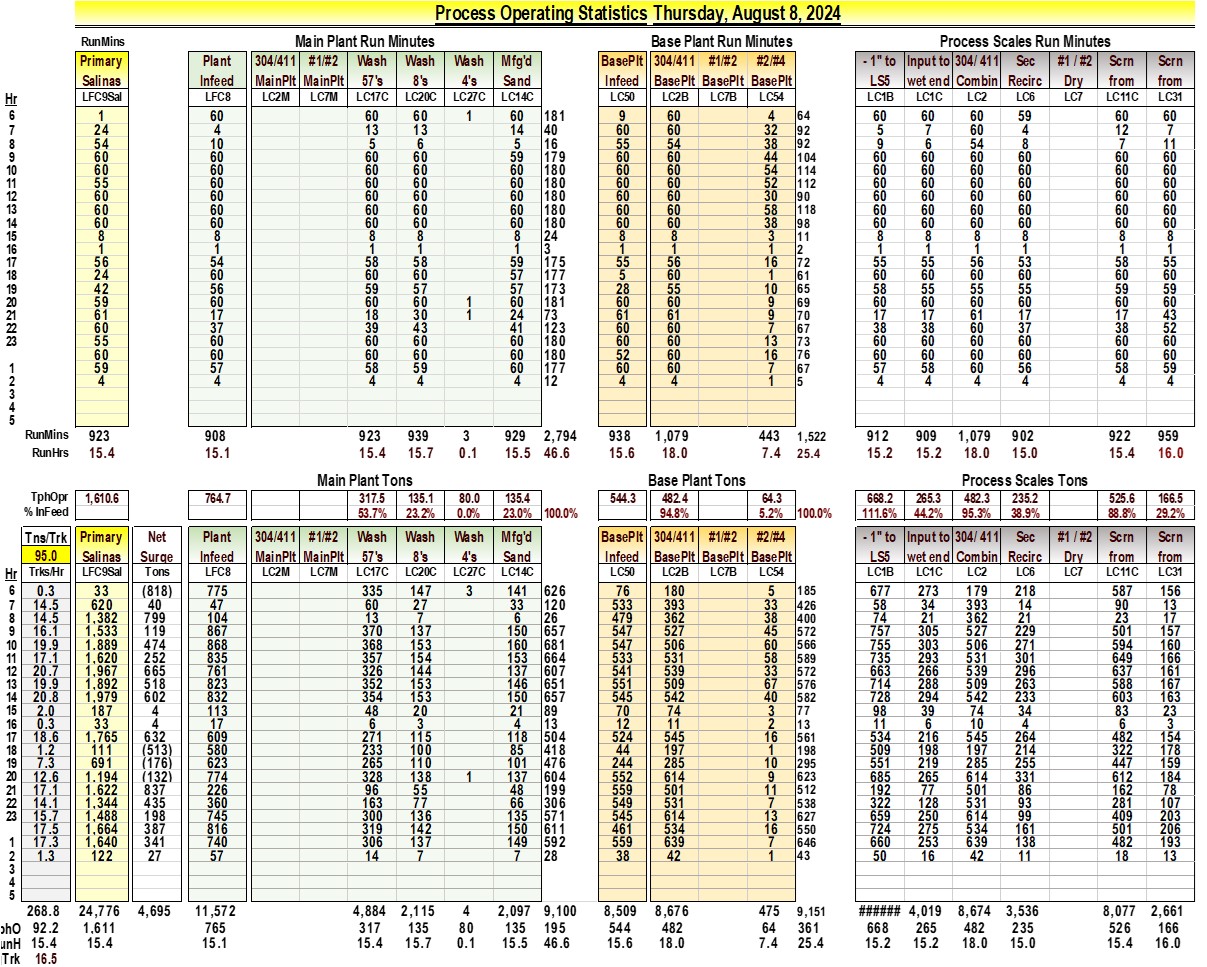 Process Operating Statistics Thursday, August 8, 2024
RunMins Main Plant Run Minutes Base Plant Run Minutes Process Scales Run Minutes
Primary Plant 304/411 #1/#2 Wash Wash Wash Mfg'd BasePlt 304/411 #1/#2 #2/#4 - 1" to Input to 304/ 411 Sec #1 / #2 Scrn Scrn
Salinas Infeed MainPlt MainPlt 57's 8's 4's Sand Infeed BasePlt BasePlt BasePlt LS5 wet end Combin Recirc Dry from from
Hr LFC9Sal LFC8 LC2M LC7M LC17C LC20C LC27C LC14C LC50 LC2B LC7B LC54 LC1B LC1C LC2 LC6 LC7 LC11C LC31
6 1 60 60 60 1 60 181 9 60 4 64 60 60 60 59 60 60
7 24 4 13 13 14 40 60 60 32 92 5 7 60 4 12 7
8 54 10 5 6 5 16 55 54 38 92 9 6 54 8 7 11
9 60 60 60 60 59 179 60 60 44 104 60 60 60 60 60 60
10 60 60 60 60 60 180 60 60 54 114 60 60 60 60 60 60
11 55 60 60 60 60 180 60 60 52 112 60 60 60 60 60 60
12 60 60 60 60 60 180 60 60 30 90 60 60 60 60 60 60
13 60 60 60 60 60 180 60 60 58 118 60 60 60 60 60 60
14 60 60 60 60 60 180 60 60 38 98 60 60 60 60 60 60
15 8 8 8 8 8 24 8 8 3 11 8 8 8 8 8 8
16 1 1 1 1 1 3 1 1 1 2 1 1 1 1 1 1
17 56 54 58 58 59 175 55 56 16 72 55 55 56 53 58 55
18 24 60 60 60 57 177 5 60 1 61 60 60 60 60 60 60
19 42 56 59 57 57 173 28 55 10 65 58 55 55 55 59 59
20 59 60 60 60 1 60 181 60 60 9 69 60 60 60 60 60 60
21 61 17 18 30 1 24 73 61 61 9 70 17 17 61 17 17 43
22 60 37 39 43 41 123 60 60 7 67 38 38 60 37 38 52
23 55 60 60 60 60 180 60 60 13 73 60 60 60 60 60 60
60 60 60 60 60 180 52 60 16 76 60 60 60 60 60 60
1 59 57 58 59 60 177 60 60 7 67 57 58 60 56 58 59
2 4 4 4 4 4 12 4 4 1 5 4 4 4 4 4 4
3
4
5
RunMins 923 908 923 939 3 929 2,794 938 1,079 443 1,522 912 909 1,079 902 922 959
RunHrs 15.4 15.1 15.4 15.7 0.1 15.5 46.6 15.6 18.0 7.4 25.4 15.2 15.2 18.0 15.0 15.4 16.0
Main Plant Tons Base Plant Tons Process Scales Tons
TphOpr 1,610.6 764.7 317.5 135.1 80.0 135.4 544.3 482.4 64.3 668.2 265.3 482.3 235.2 525.6 166.5
% InFeed 53.7% 23.2% 0.0% 23.0% 100.0% 94.8% 5.2% 100.0% 111.6% 44.2% 95.3% 38.9% 88.8% 29.2%
Tns/Trk Primary Net Plant 304/411 #1/#2 Wash Wash Wash Mfg'd BasePlt 304/411 #1/#2 #2/#4 - 1" to Input to 304/ 411 Sec #1 / #2 Scrn Scrn
95.0 Salinas Surge Infeed MainPlt MainPlt 57's 8's 4's Sand Infeed BasePlt BasePlt BasePlt LS5 wet end Combin Recirc Dry from from
Hr Trks/Hr LFC9Sal Tons LFC8 LC2M LC7M LC17C LC20C LC27C LC14C LC50 LC2B LC7B LC54 LC1B LC1C LC2 LC6 LC7 LC11C LC31
6 0.3 33 (818) 775 335 147 3 141 626 76 180 5 185 677 273 179 218 587 156
7 14.5 620 40 47 60 27 33 120 533 393 33 426 58 34 393 14 90 13
8 14.5 1,382 799 104 13 7 6 26 479 362 38 400 74 21 362 21 23 17
9 16.1 1,533 119 867 370 137 150 657 547 527 45 572 757 305 527 229 501 157
10 19.9 1,889 474 868 368 153 160 681 547 506 60 566 755 303 506 271 594 160
11 17.1 1,620 252 835 357 154 153 664 533 531 58 589 735 293 531 301 649 166
12 20.7 1,967 665 761 326 144 137 607 541 539 33 572 663 266 539 296 637 161
13 19.9 1,892 518 823 352 153 146 651 551 509 67 576 714 288 509 263 588 167
14 20.8 1,979 602 832 354 153 150 657 545 542 40 582 728 294 542 233 603 163
15 2.0 187 4 113 48 20 21 89 70 74 3 77 98 39 74 34 83 23
16 0.3 33 4 17 6 3 4 13 12 11 2 13 11 6 10 4 6 3
17 18.6 1,765 632 609 271 115 118 504 524 545 16 561 534 216 545 264 482 154
18 1.2 111 (513) 580 233 100 85 418 44 197 1 198 509 198 197 214 322 178
19 7.3 691 (176) 623 265 110 101 476 244 285 10 295 551 219 285 255 447 159
20 12.6 1,194 (132) 774 328 138 1 137 604 552 614 9 623 685 265 614 331 612 184
21 17.1 1,622 837 226 96 55 48 199 559 501 11 512 192 77 501 86 162 78
22 14.1 1,344 435 360 163 77 66 306 549 531 7 538 322 128 531 93 281 107
23 15.7 1,488 198 745 300 136 135 571 545 614 13 627 659 250 614 99 409 203
17.5 1,664 387 816 319 142 150 611 461 534 16 550 724 275 534 161 501 206
1 17.3 1,640 341 740 306 137 149 592 559 639 7 646 660 253 639 138 482 193
2 1.3 122 27 57 14 7 7 28 38 42 1 43 50 16 42 11 18 13
3
4
5
268.8 24,776 4,695 11,572 4,884 2,115 4 2,097 9,100 8,509 8,676 475 9,151 ###### 4,019 8,674 3,536 8,077 2,661
phO 92.2 1,611 765 317 135 80 135 195 544 482 64 361 668 265 482 235 526 166
unH 15.4 15.4 15.1 15.4 15.7 0.1 15.5 46.6 15.6 18.0 7.4 25.4 15.2 15.2 18.0 15.0 15.4 16.0
Trk 16.5